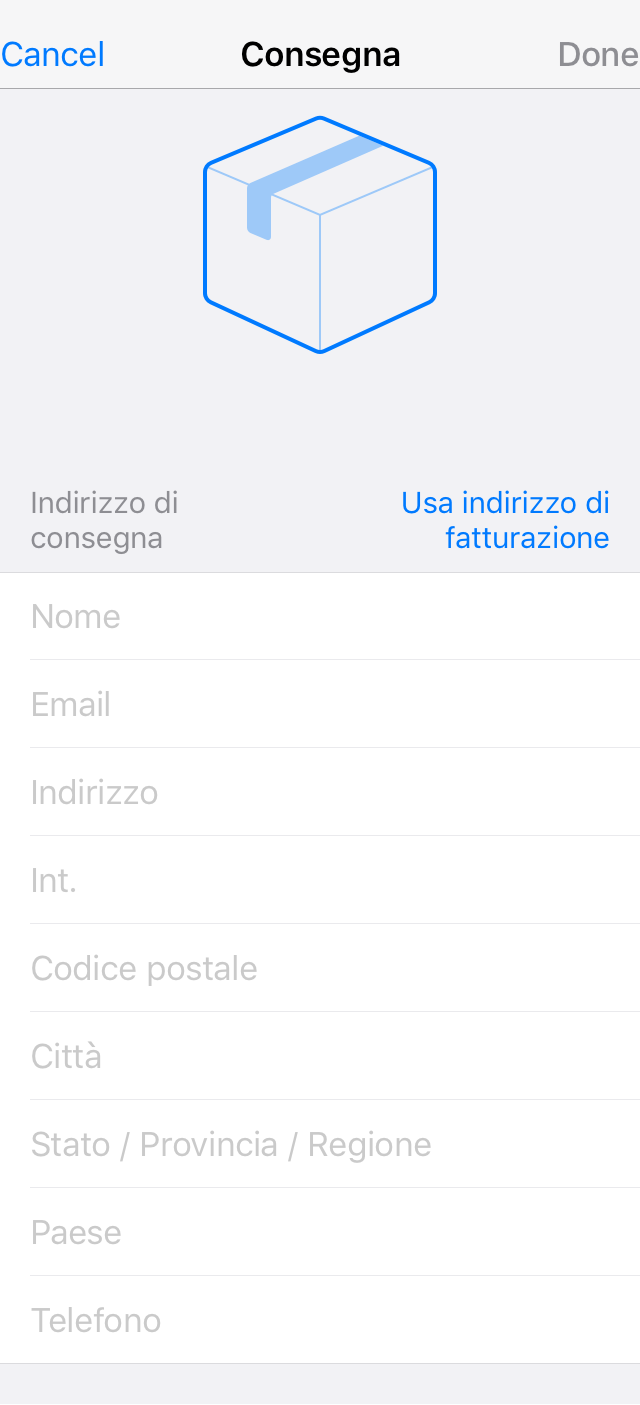 Cancel Consegna Done
Indirizzo di consegna
Usa indirizzo di fatturazione
Nome
Email
Indirizzo
Int.
Codice postale
Città
Stato / Provincia / Regione
Paese
Telefono